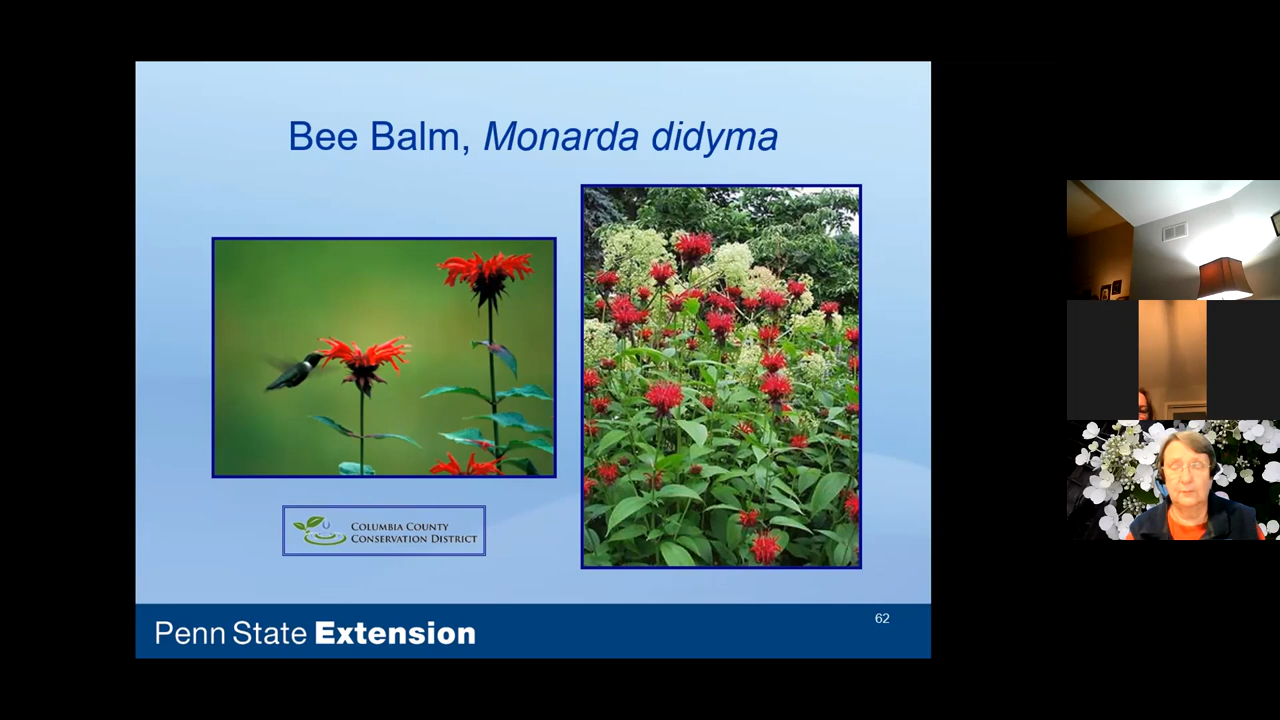 Bee Balm, Monarda didyma
COLUMBIA COUNTY
CONSERVATION DISTRICT
62
Penn State Extension